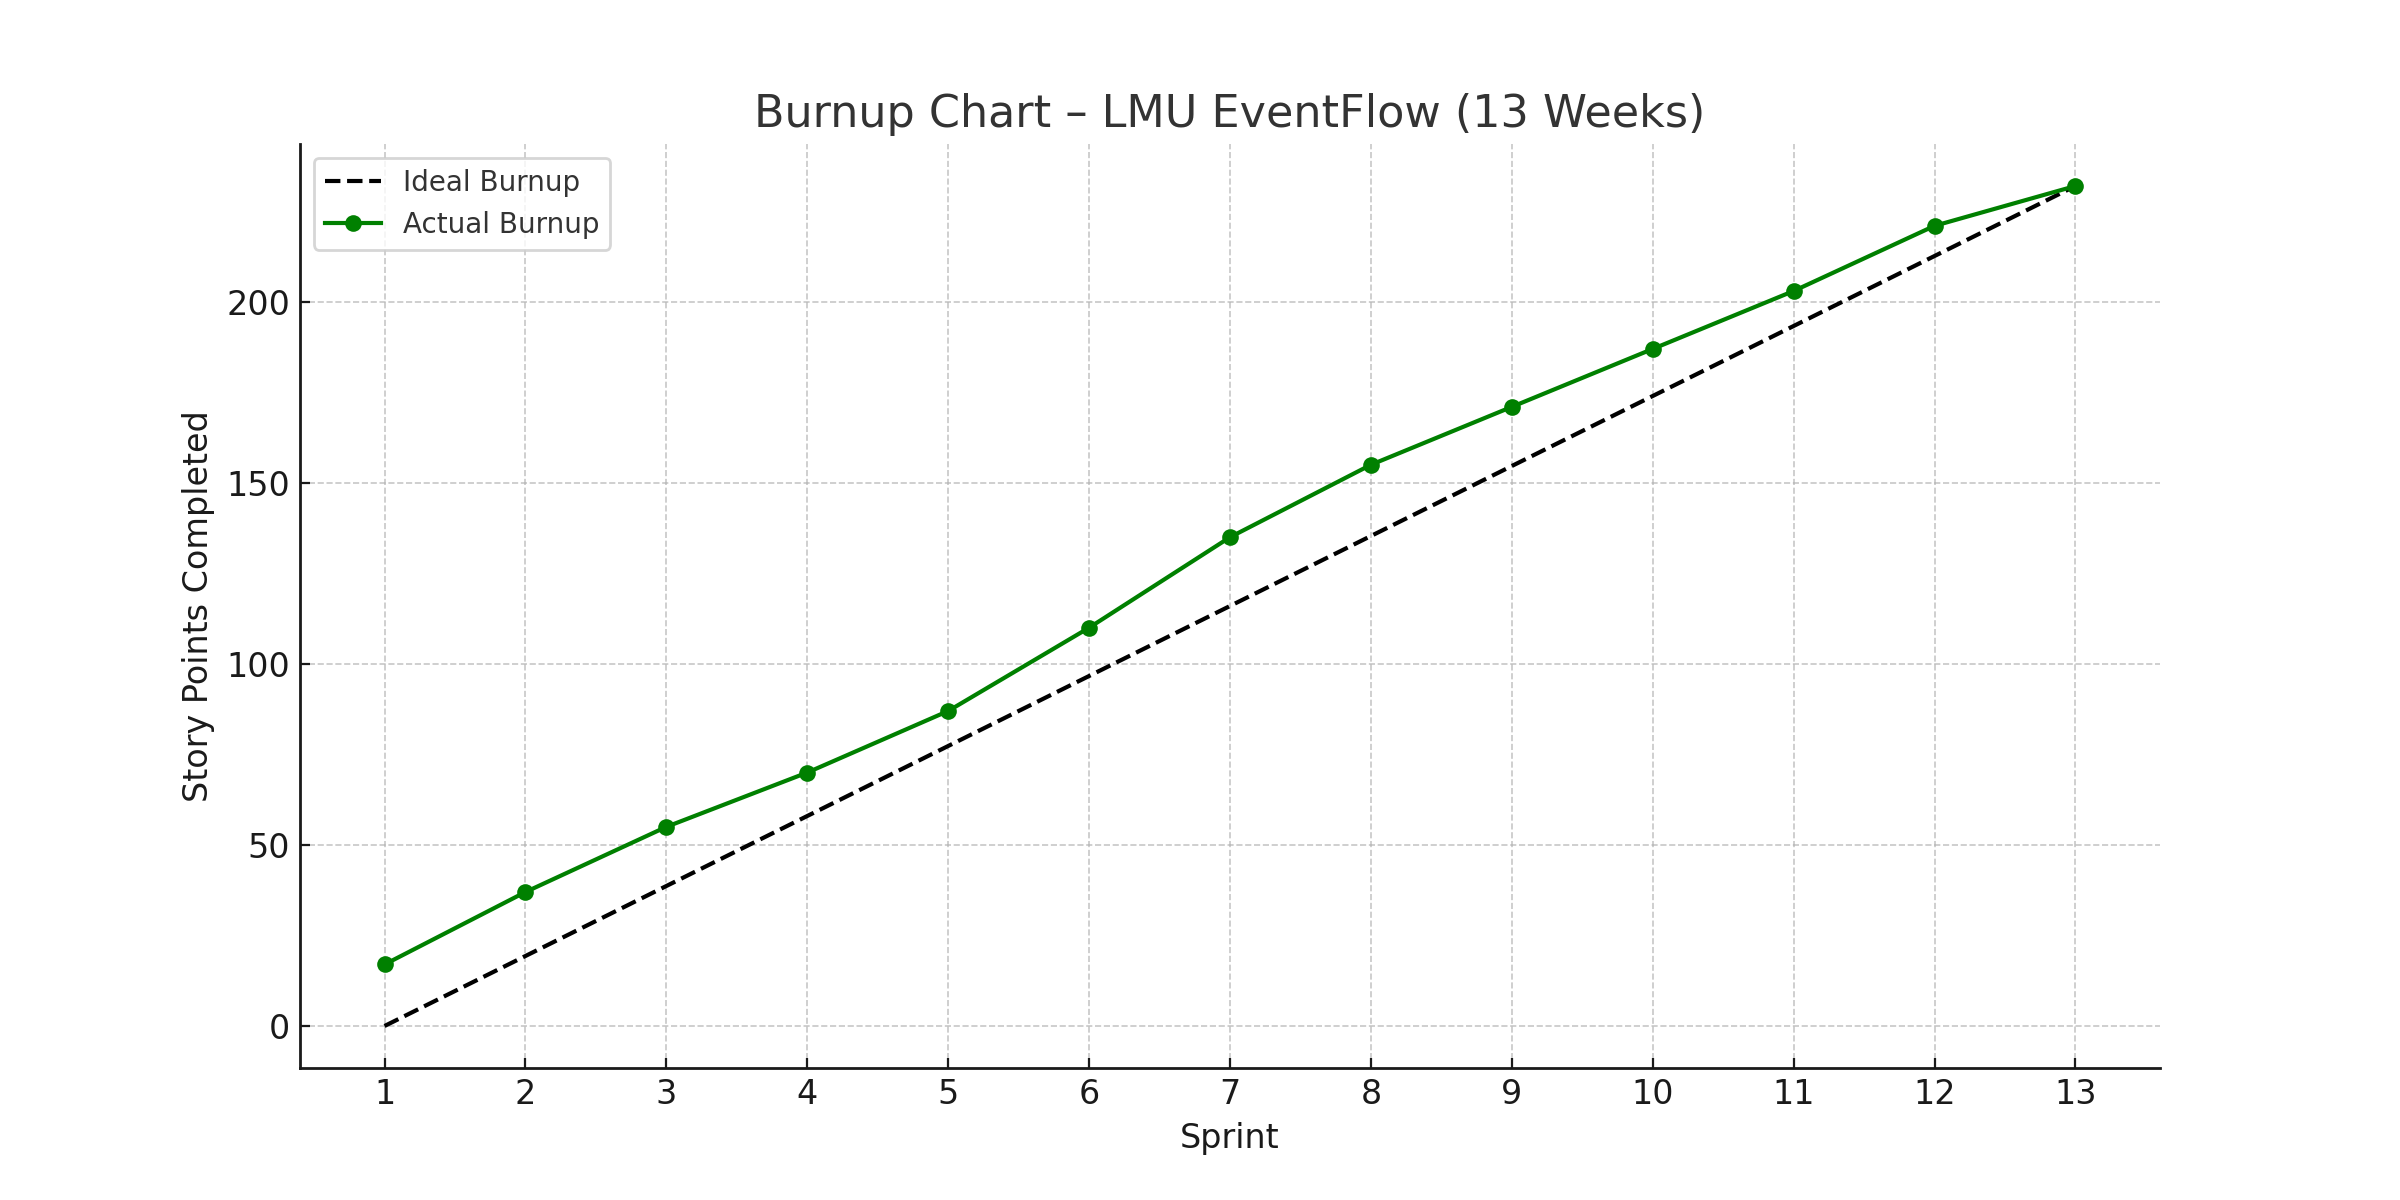 Burnup Chart – LMU EventFlow (13 Weeks)
Ideal Burnup
Actual Burnup
Story Points Completed
200
150
100
50
0
1 2 3 4 5 6 7 8 9 10 11 12 13
Sprint